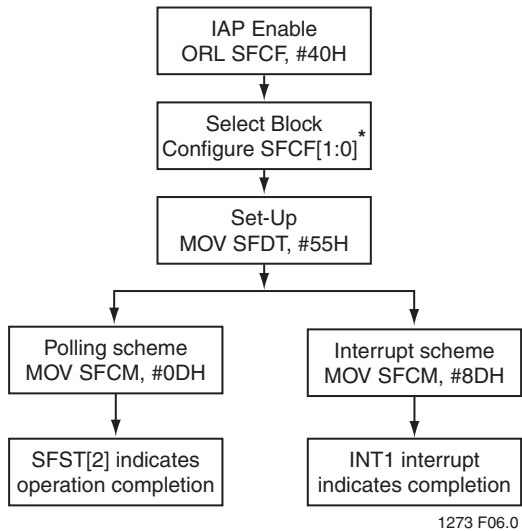 IAP Enable
ORL SFCF, #40H
Select Block
Configure SFCF[1:0]*
Set-Up
MOV SFDT, #55H
Polling scheme
MOV SFCM, #0DH
SFST[2] indicates
operation completion
Interrupt scheme
MOV SFCM, #8DH
INT1 interrupt
indicates completion
1273 F06.0